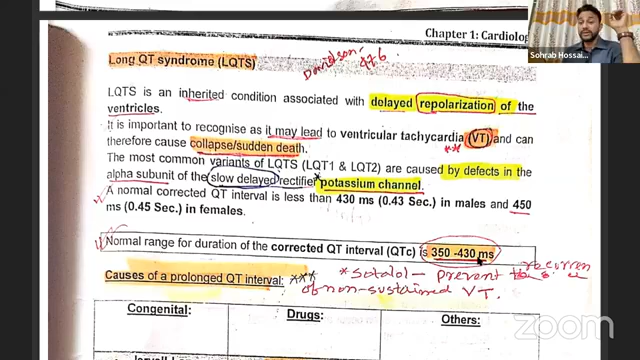 Chapter 1: Cardiolog
Sohrab Hossai...
Long QT syndrome (LQTS)
Davidson-
476
LQTS is an inherited condition associated with delayed repolarization of the
ventricles.
It is important to recognise as it may lead to ventricular tachycardia (VT) and can
therefore cause collapse/sudden death.
The most common variants of LQTS (LQT1 & LQT2) are caused by defects in the
alpha subunit of the slow delayed rectifier potassium channel.
A normal corrected QT interval is less than 430 ms (0.43 Sec.) in males and 450
ms (0.45 Sec.) in females.
Normal range for duration of the corrected QT interval (QTc) is 350 -430 ms
Causes of a prolonged QT interval: *** *sotalol- prevent recurren
of non-sustained VT.
Congenital: Drugs: Others:
zoom